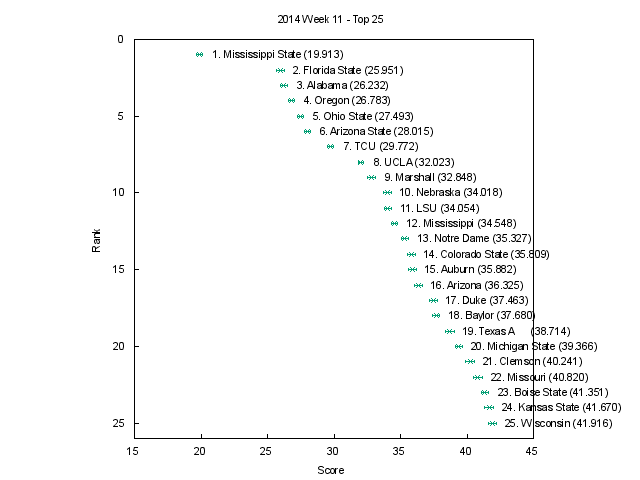 2014 Week 11 - Top 25
0
1. Mississippi State (19.913)
2. Florida State (25.951)
3. Alabama (26.232)
4. Oregon (26.783)
5
5. Ohio State (27.493)
6. Arizona State (28.015)
7. TCU (29.772)
8. UCLA (32.023)
9. Marshall (32.848)
10
10. Nebraska (34.018)
11. LSU (34.054)
12. Mississippi (34.548)
Rank
13. Notre Dame (35.327)
14. Colorado State (35.809)
15
15. Auburn (35.882)
16. Arizona (36.325)
17. Duke (37.463)
18. Baylor (37.680)
19. Texas A (38.714)
20
20. Michigan State (39.366)
21. Clemson (40.241)
22. Missouri (40.820)
23. Boise State (41.351)
24. Kansas State (41.670)
25
25. Wisconsin (41.916)
15 20 25 30 35 40 45
Score